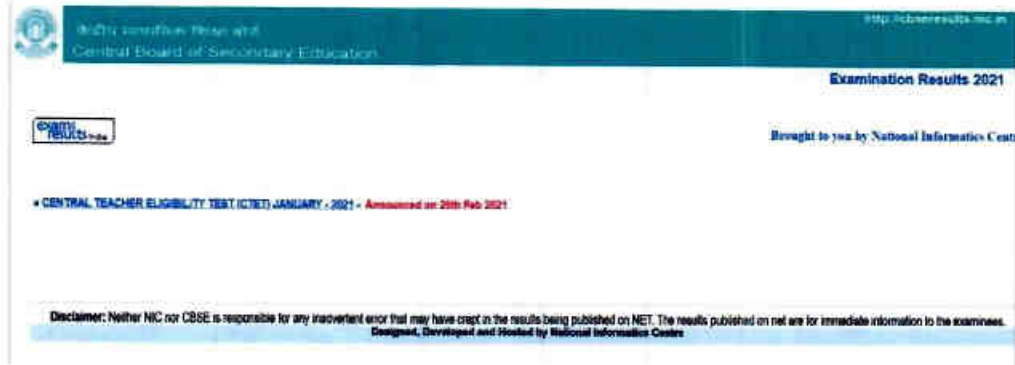 http://cbseresults.nic.in
केन्द्रीय माध्यमिक शिक्षा बोर्ड
Central Board of Secondary Education
Examination Results 2021
exams
results India
Brought to you by National Informatics Cent
• CENTRAL TEACHER ELIGIBILITY TEST (CTET) JANUARY - 2021 - Announced on 26th Feb 2021
Disclaimer: Neither NIC nor CBSE is responsible for any inadvertent error that may have crept in the results being published on NET. The results published on net are for immediate information to the examinees.
Designed, Developed and Hosted by National Informatics Centre